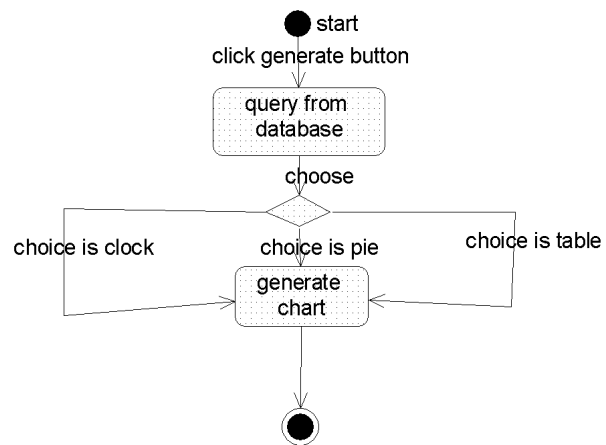 start
click generate button
query from
database
choose
choice is clock
choice is pie
choice is table
generate
chart